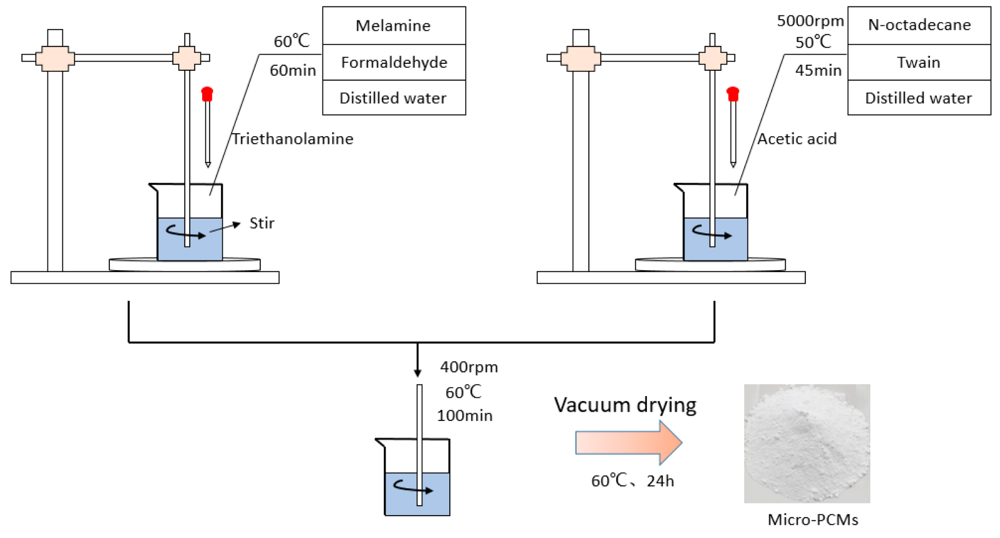 Melamine
Formaldehyde
Distilled water
60℃
60min
Triethanolamine
Stir
5000rpm
50℃
45min
N-octadecane
Twain
Distilled water
Acetic acid
400rpm
60℃
100min
Vacuum drying
60℃、24h
Micro-PCMs